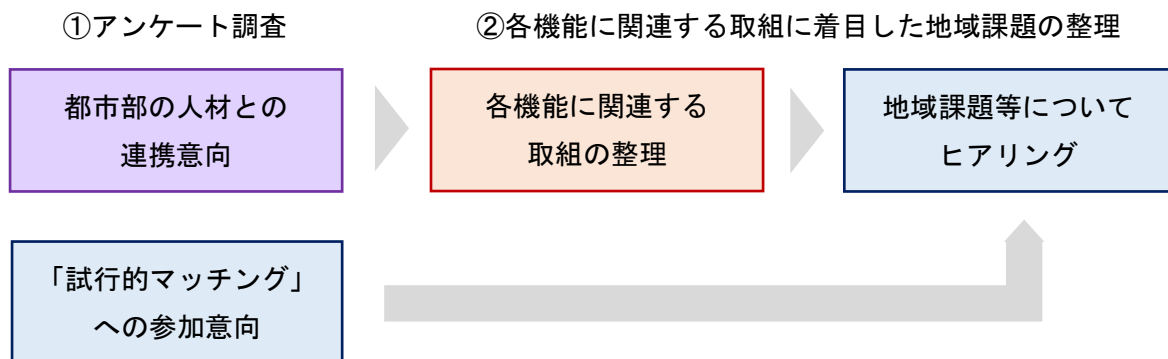 ①アンケート調査
②各機能に関連する取組に着目した地域課題の整理
都市部の人材との
連携意向
各機能に関連する
取組の整理
地域課題等について
ヒアリング
「試行的マッチング」
への参加意向